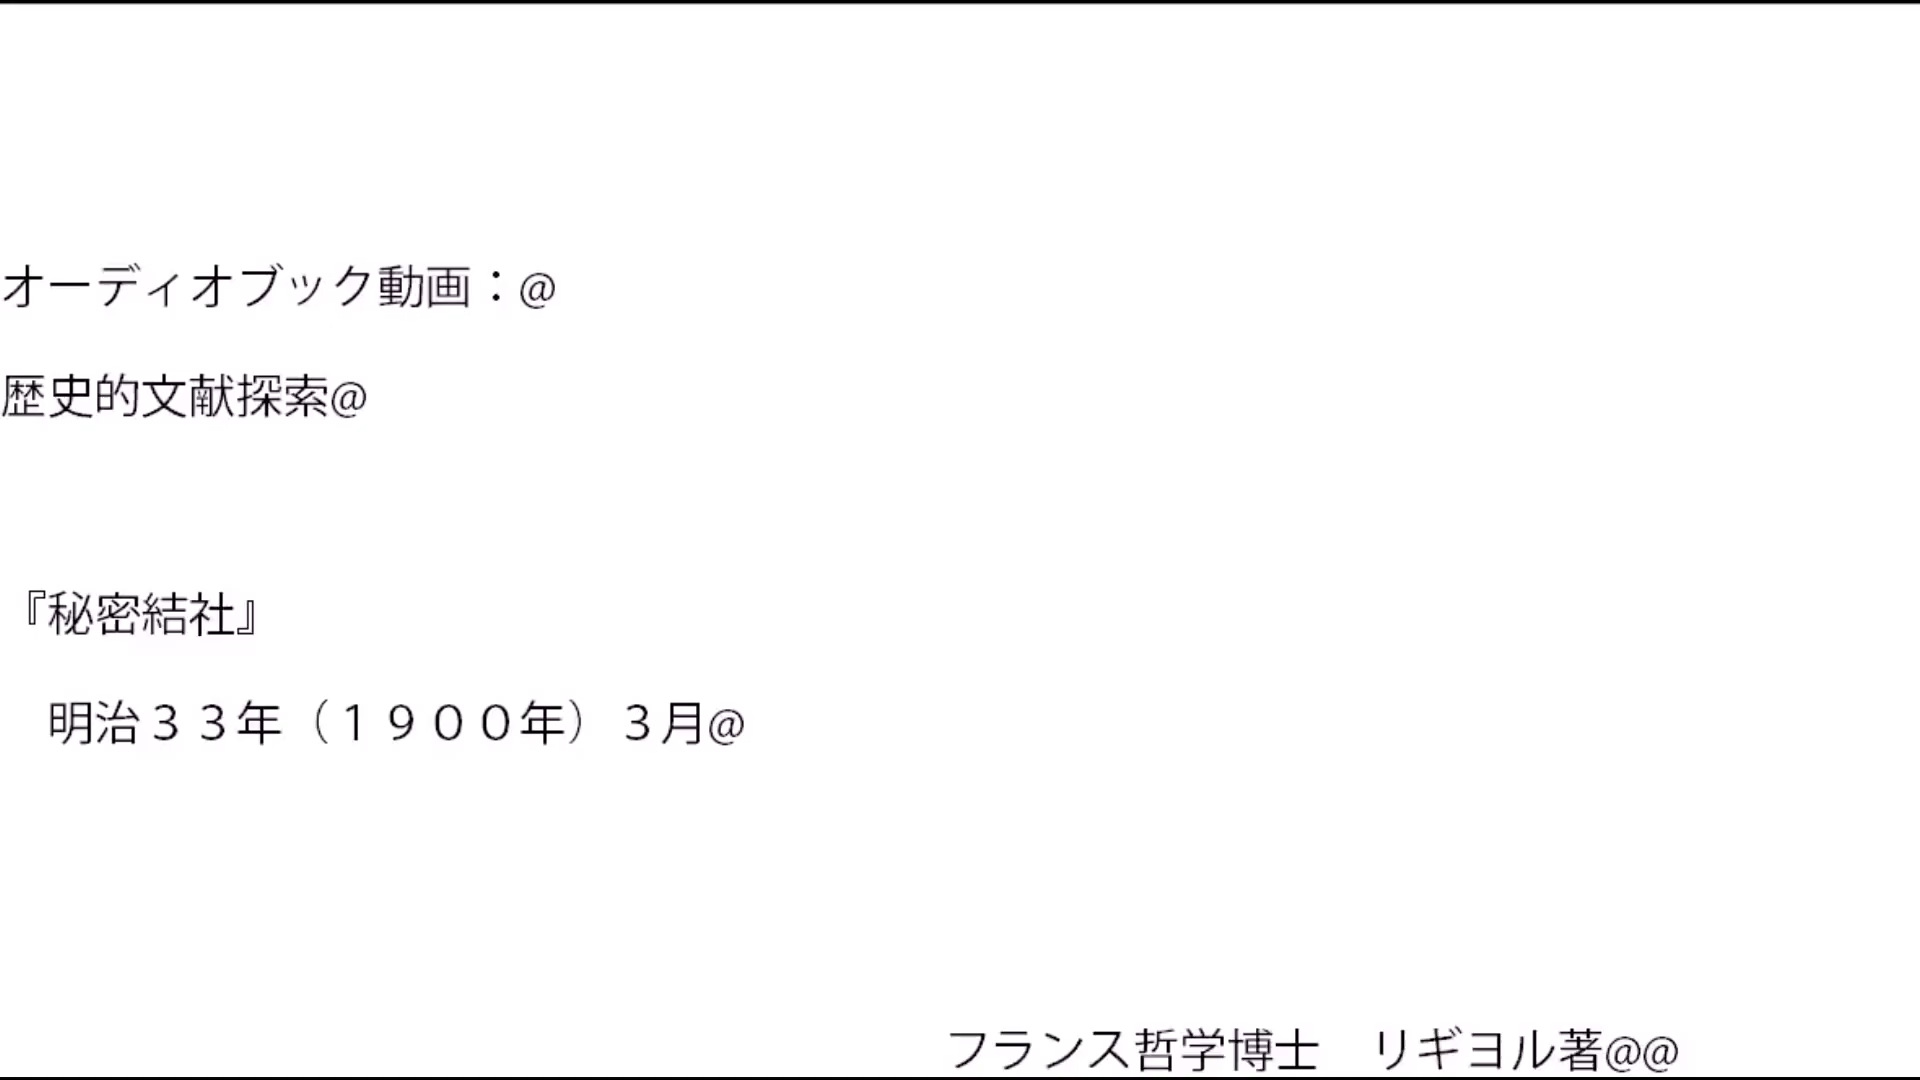 オーディオブック動画：@
歴史的文献探索@
『秘密結社』
　明治３３年（１９００年）３月@
フランス哲学博士　リギヨル著@@